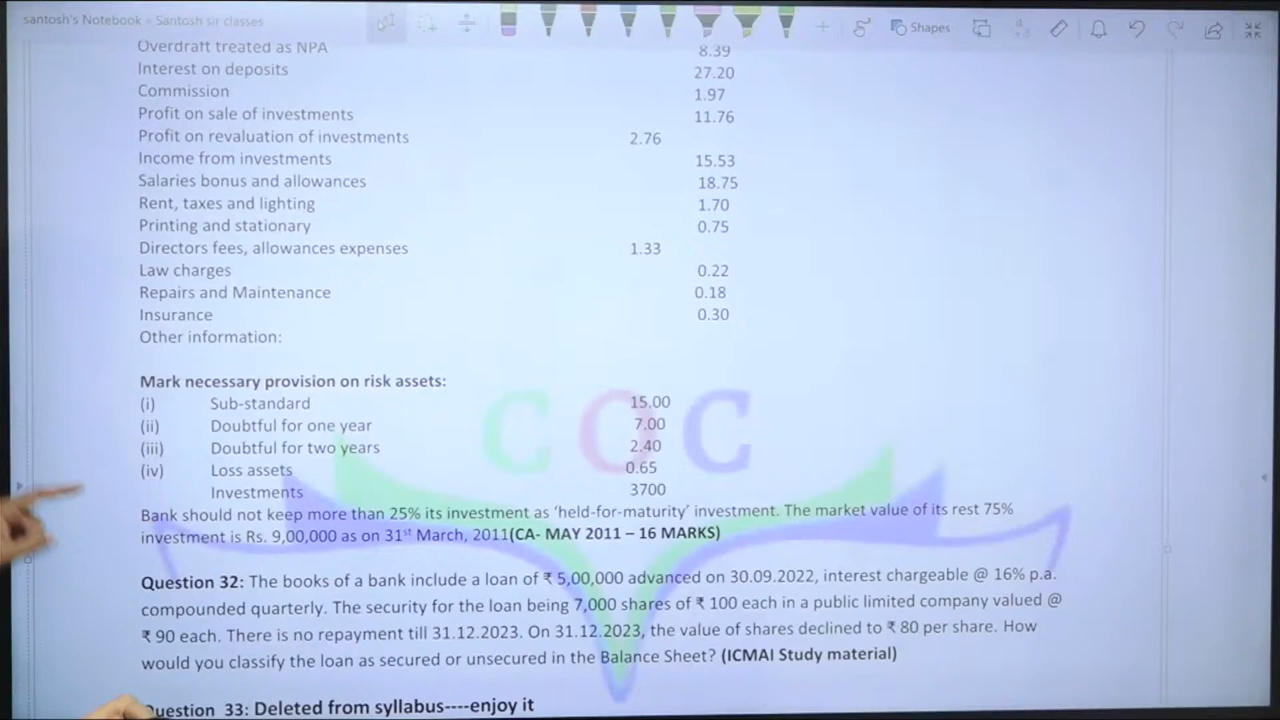 santosh's Notebook - Santosh sir classes
Shapes
Overdraft treated as NPA 8.39
Interest on deposits 27.20
Commission 1.97
Profit on sale of investments 11.76
Profit on revaluation of investments 2.76
Income from investments 15.53
Salaries bonus and allowances 18.75
Rent, taxes and lighting 1.70
Printing and stationary 0.75
Directors fees, allowances expenses 1.33
Law charges 0.22
Repairs and Maintenance 0.18
Insurance 0.30
Other information:
Mark necessary provision on risk assets:
(i) Sub-standard 15.00
(ii) Doubtful for one year 7.00
(iii) Doubtful for two years 2.40
(iv) Loss assets 0.65
Investments 3700
COC
Bank should not keep more than 25% its investment as 'held-for-maturity' investment. The market value of its rest 75%
investment is Rs. 9,00,000 as on 31st March, 2011(CA- MAY 2011 – 16 MARKS)
Question 32: The books of a bank include a loan of ₹ 5,00,000 advanced on 30.09.2022, interest chargeable @ 16% p.a.
compounded quarterly. The security for the loan being 7,000 shares of ₹ 100 each in a public limited company valued @
₹ 90 each. There is no repayment till 31.12.2023. On 31.12.2023, the value of shares declined to ₹ 80 per share. How
would you classify the loan as secured or unsecured in the Balance Sheet? (ICMAI Study material)
Question 33: Deleted from syllabus----enjoy it